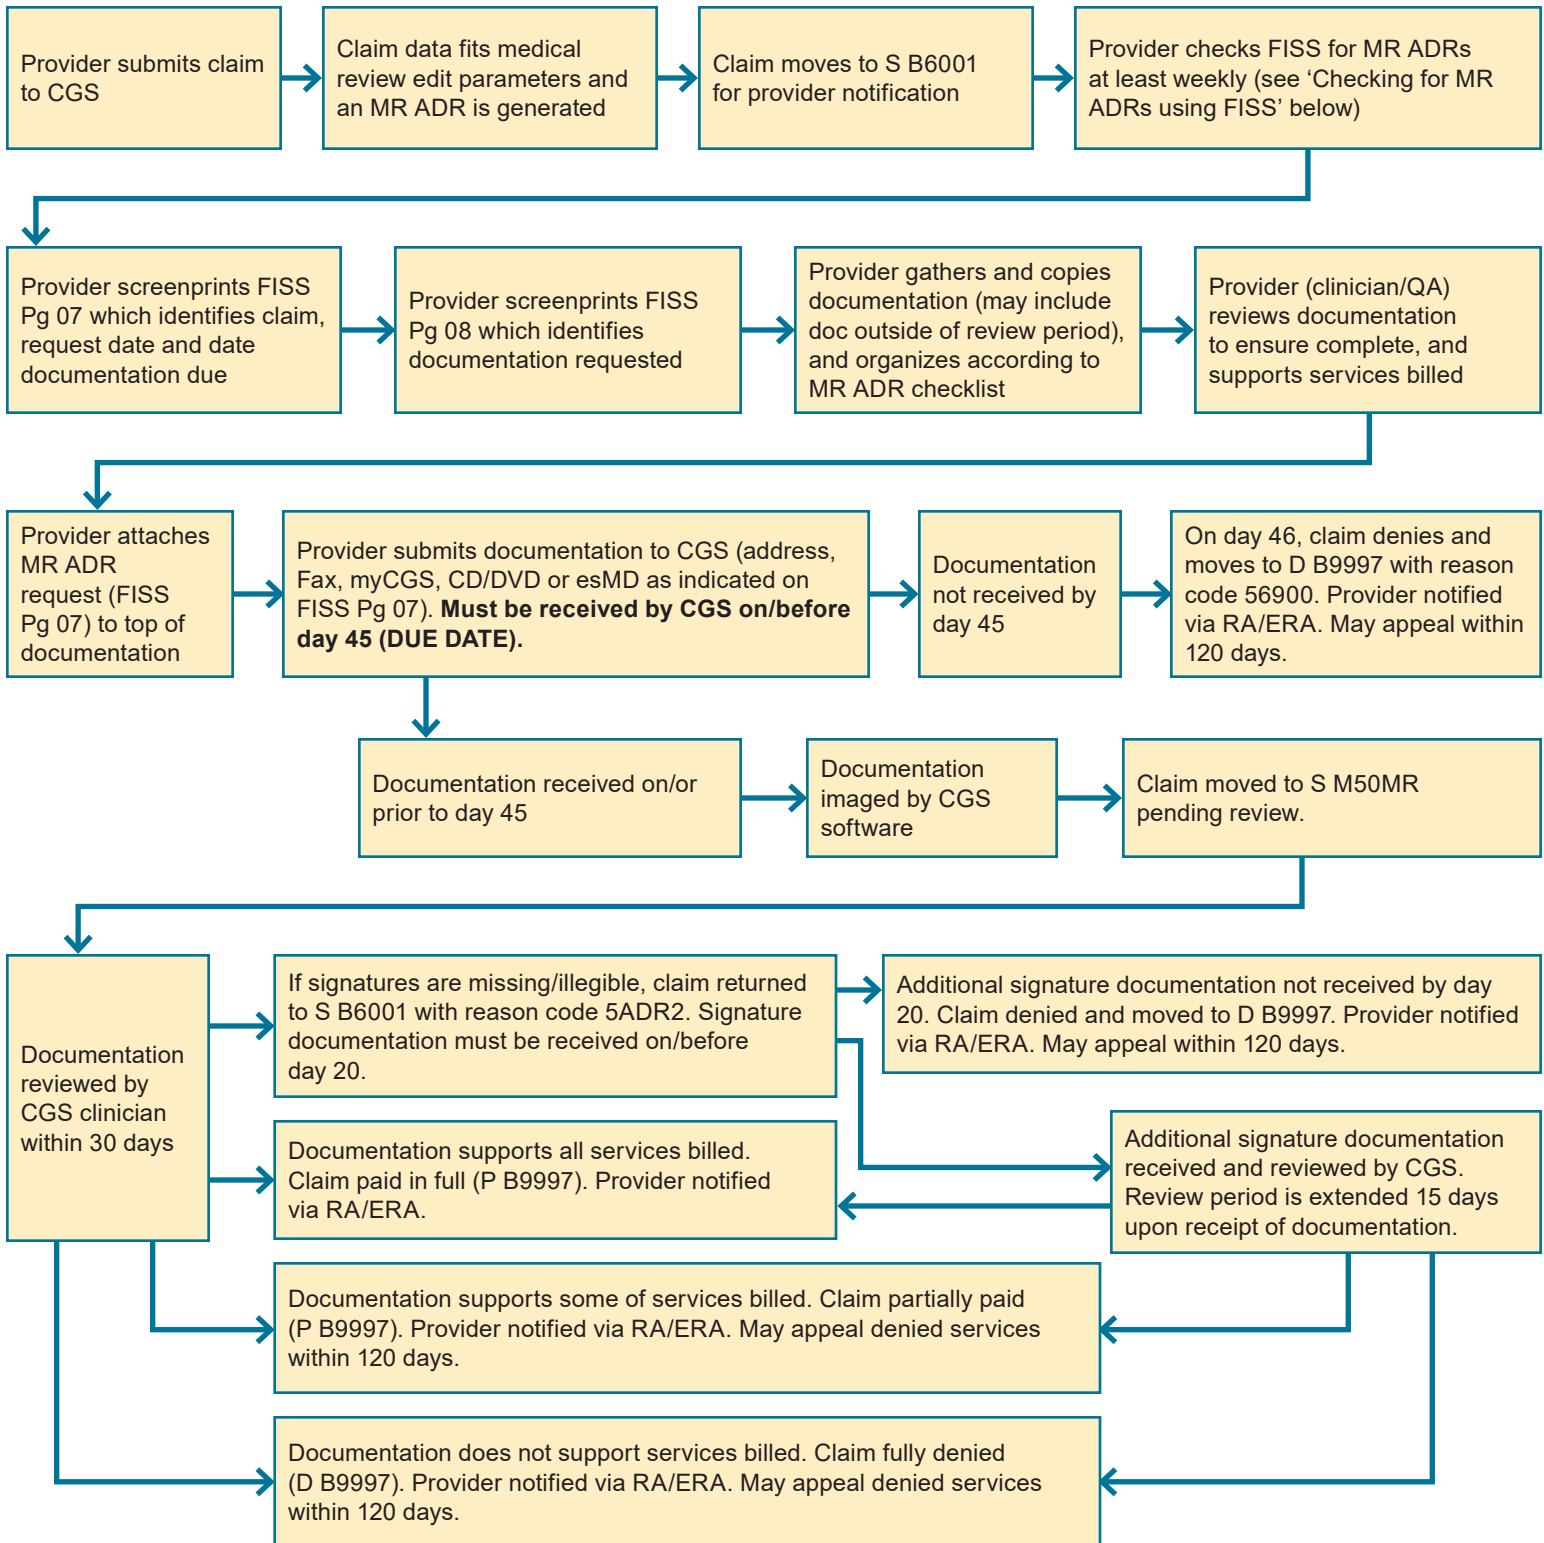 Provider submits claim
to CGS
Claim data fits medical
review edit parameters and
an MR ADR is generated
Claim moves to S B6001
for provider notification
Provider checks FISS for MR ADRs
at least weekly (see ‘Checking for MR
ADRs using FISS’ below)
Provider screenprints FISS
Pg 07 which identifies claim,
request date and date
documentation due
Provider screenprints FISS
Pg 08 which identifies
documentation requested
Provider gathers and copies
documentation (may include
doc outside of review period),
and organizes according to
MR ADR checklist
Provider (clinician/QA)
reviews documentation
to ensure complete, and
supports services billed
Provider attaches
MR ADR
request (FISS
Pg 07) to top of
documentation
Provider submits documentation to CGS (address,
Fax, myCGS, CD/DVD or esMD as indicated on
FISS Pg 07). Must be received by CGS on/before
day 45 (DUE DATE).
Documentation
not received by
day 45
On day 46, claim denies and
moves to D B9997 with reason
code 56900. Provider notified
via RA/ERA. May appeal within
120 days.
Documentation received on/or
prior to day 45
Documentation
imaged by CGS
software
Claim moved to S M50MR
pending review.
Documentation
reviewed by
CGS clinician
within 30 days
If signatures are missing/illegible, claim returned
to S B6001 with reason code 5ADR2. Signature
documentation must be received on/before
day 20.
Additional signature documentation not received by day
20. Claim denied and moved to D B9997. Provider notified
via RA/ERA. May appeal within 120 days.
Documentation supports all services billed.
Claim paid in full (P B9997). Provider notified
via RA/ERA.
Additional signature documentation
received and reviewed by CGS.
Review period is extended 15 days
upon receipt of documentation.
Documentation supports some of services billed. Claim partially paid
(P B9997). Provider notified via RA/ERA. May appeal denied services
within 120 days.
Documentation does not support services billed. Claim fully denied
(D B9997). Provider notified via RA/ERA. May appeal denied services
within 120 days.